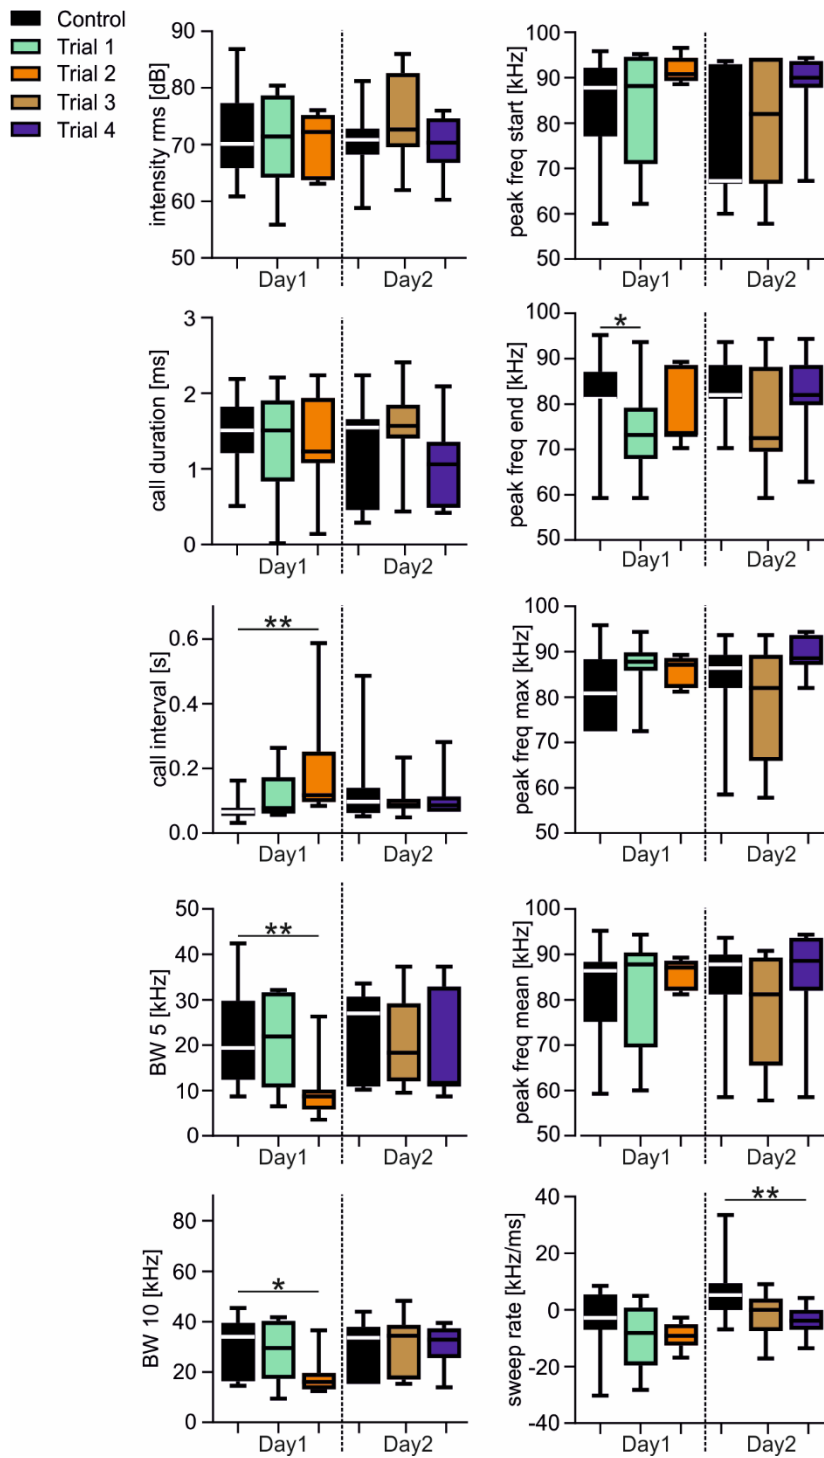 Control
Trial 1
Trial 2
Trial 3
Trial 4
intensity rms [dB]
90
80
70
60
50
Day1
Day2
peak freq start [kHz]
100
90
80
70
60
50
Day1
Day2
call duration [ms]
3
2
1
0
Day1
Day2
peak freq end [kHz]
100
90
80
70
60
50
*
Day1
Day2
call interval [s]
0.6
0.4
0.2
0.0
**
Day1
Day2
peak freq max [kHz]
100
90
80
70
60
50
Day1
Day2
BW 5 [kHz]
50
40
30
20
10
0
**
Day1
Day2
peak freq mean [kHz]
100
90
80
70
60
50
Day1
Day2
BW 10 [kHz]
80
60
40
20
0
*
Day1
Day2
sweep rate [kHz/ms]
40
20
0
-20
-40
**
Day1
Day2